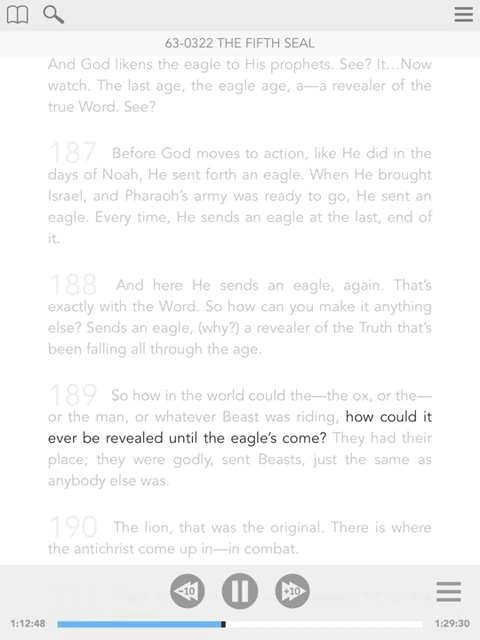 63-0322 THE FIFTH SEAL
And God likens the eagle to His prophets. See? It…Now
watch. The last age, the eagle age, a—a revealer of the
true Word. See?
187 Before God moves to action, like He did in the
days of Noah, He sent forth an eagle. When He brought
Israel, and Pharaoh's army was ready to go, He sent an
eagle. Every time, He sends an eagle at the last, end of
it.
188 And here He sends an eagle, again. That's
exactly with the Word. So how can you make it anything
else? Sends an eagle, (why?) a revealer of the Truth that's
been falling all through the age.
189 So how in the world could the—the ox, or the—
or the man, or whatever Beast was riding, how could it
ever be revealed until the eagle's come? They had their
place; they were godly, sent Beasts, just the same as
anybody else was.
190 The lion, that was the original. There is where
the antichrist come up in—in combat.
-10
+10
1:12:48
1:29:30